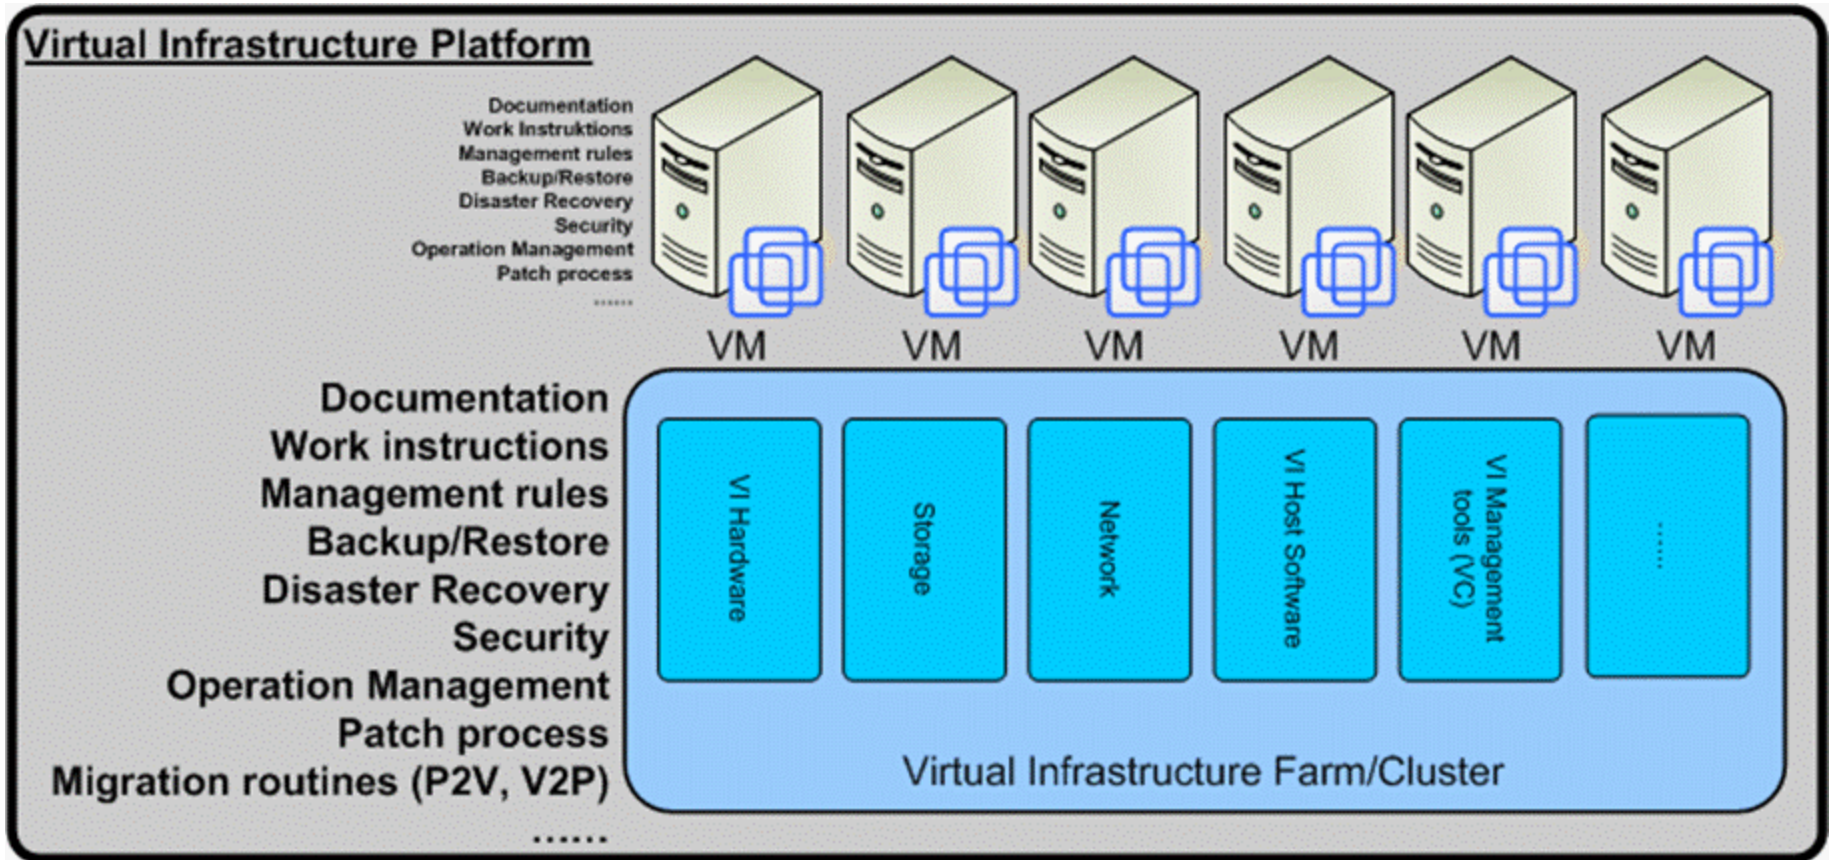 Virtual Infrastructure Platform
Documentation
Work Instruktions
Management rules
Backup/Restore
Disaster Recovery
Security
Operation Management
Patch process
......
VM VM VM VM VM VM
Documentation
Work instructions
Management rules
Backup/Restore
Disaster Recovery
Security
Operation Management
Patch process
Migration routines (P2V, V2P)
......
VI Hardware
Storage
Network
VI Host Software
VI Management
tools (VC)
......
Virtual Infrastructure Farm/Cluster